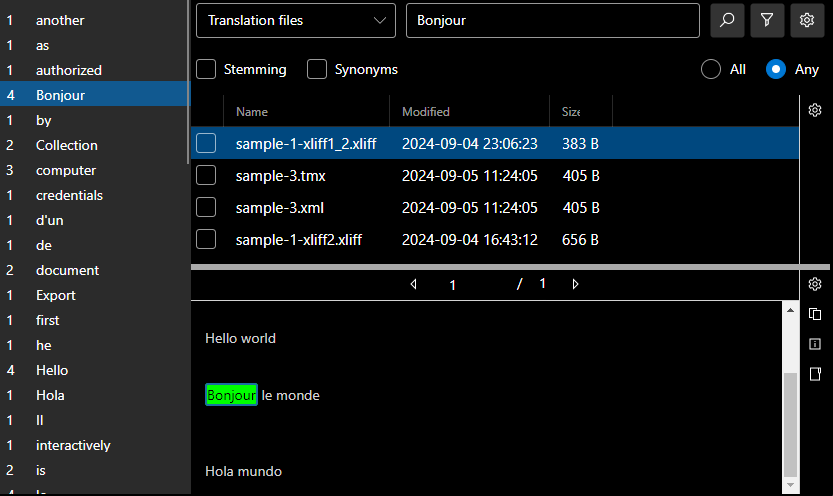 1 another
1 as
1 authorized
4 Bonjour
1 by
2 Collection
3 computer
1 credentials
1 d'un
1 de
2 document
1 Export
1 first
1 he
4 Hello
1 Hola
1 Il
1 interactively
2 is
Translation files
Bonjour
Stemming Synonyms All Any
Name Modified Size
sample-1-xliff1_2.xliff 2024-09-04 23:06:23 383 B
sample-3.tmx 2024-09-05 11:24:05 405 B
sample-3.xml 2024-09-05 11:24:05 405 B
sample-1-xliff2.xliff 2024-09-04 16:43:12 656 B
1 / 1
Hello world
Bonjour le monde
Hola mundo